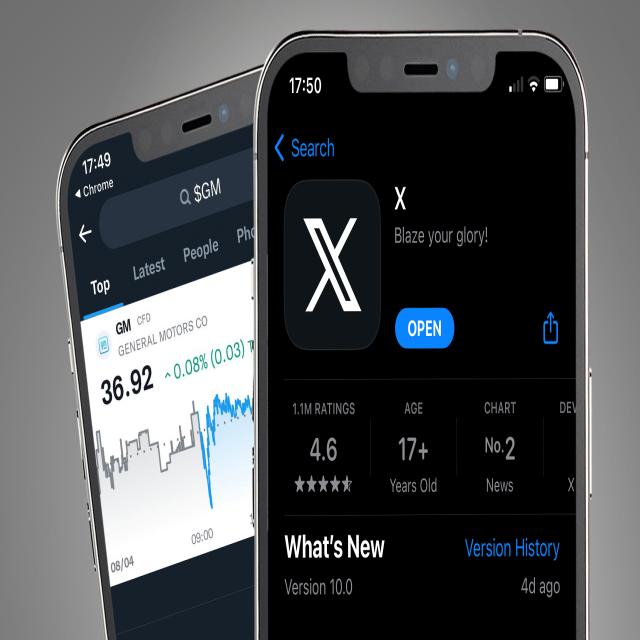 17:49
Chrome
$GM
Top Latest People
GM CFD
GENERAL MOTORS CO
36.92 0.08% (0.03)
09:00
08/04
17:50
Search
X
X
Blaze your glory!
OPEN
1.1M RATINGS AGE CHART
4.6 17+ No.2
Years Old News
What's New Version History
Version 10.0 4d ago